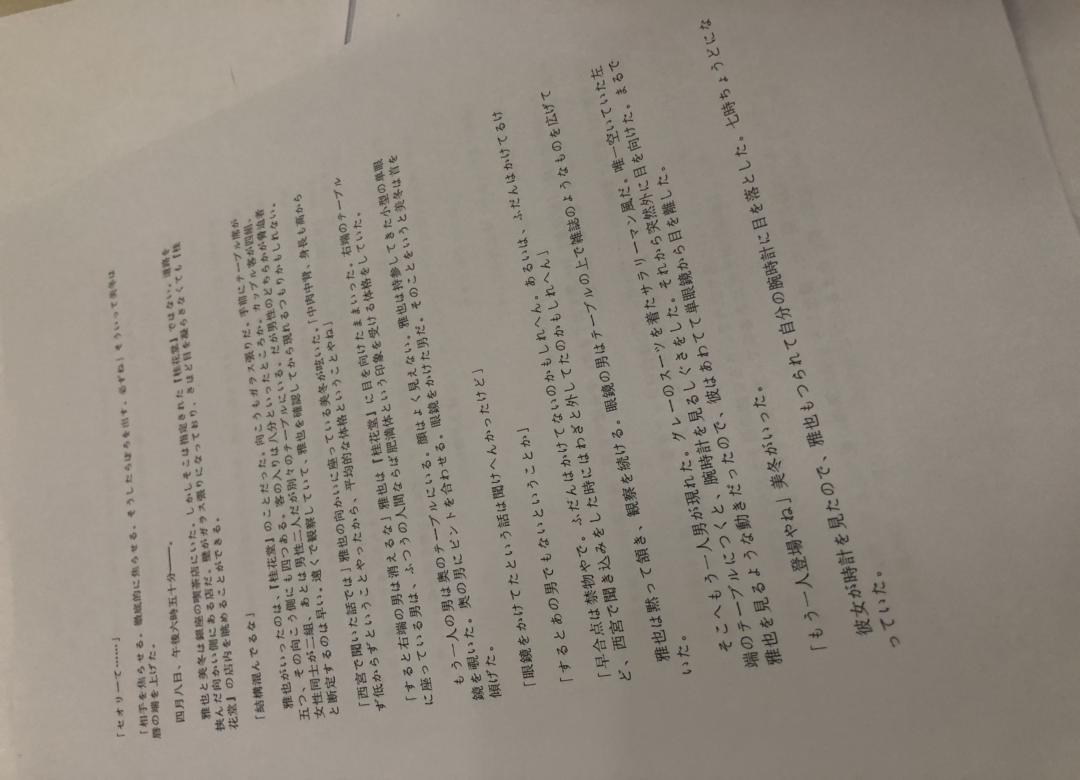 「セオリーて……」
「相手を焦らせる。徹底的に焦らせる。そうしたらぼろを出す。必ずね」そういって美冬は
唇の端を上げた。
四月八日、午後六時五十分――。
雅也と美冬は銀座の喫茶店にいた。しかしそこは指定された『桂花堂』ではない。道路を
挟んだ向かい側にある店だ。壁がガラス張りになっており、さほど目を凝らさなくても『桂
花堂』の店内を眺めることができる。
「結構混んでるな」
雅也がいったのは、『桂花堂』のことだった。向こうもガラス張りだ。手前にテーブル席が
五つ、その向こう側にも四つある。客の入りは八分といったところか。カップル客が四組、
女性同士が二組、あとは男性二人だが別々のテーブルにいる。だが男性のどちらかが脅迫者
と断定するのは早い。遠くで観察していて、雅也を確認してから現れるつもりかもしれない。
「西宮で聞いた話では」雅也の向かいに座っている美冬が呟いた。「中肉中背、身長も高から
ず低からずということやったから、平均的な体格ということやね」
「すると右端の男は消えるな」雅也は『桂花堂』に目を向けたままいった。右端のテーブル
に座っている男は、ふつうの人間ならば肥満体という印象を受ける体格をしていた。
もう一人の男は奥のテーブルにいる。顔はよく見えない。雅也は持参してきた小型の単眼
鏡を覗いた。奥の男にピントを合わせる。眼鏡をかけた男だ。そのことをいうと美冬は首を
傾げた。
「眼鏡をかけてたという話は聞けへんかったけど」
「するとあの男でもないということか」
「早合点は禁物やで。ふだんはかけてないのかもしれへん。あるいは、ふだんはかけてるけ
ど、西宮で聞き込みをした時にはわざと外してたのかもしれへん」
雅也は黙って頷き、観察を続ける。眼鏡の男はテーブルの上で雑誌のようなものを広げて
いた。
そこへもう一人男が現れた。グレーのスーツを着たサラリーマン風だ。唯一空いていた左
端のテーブルにつくと、腕時計を見るしぐさをした。それから突然外に目を向けた。まるで
雅也を見るような動きだったので、彼はあわてて単眼鏡から目を離した。
「もう一人登場やね」美冬がいった。
彼女が時計を見たので、雅也もつられて自分の腕時計に目を落とした。七時ちょうどにな
っていた。